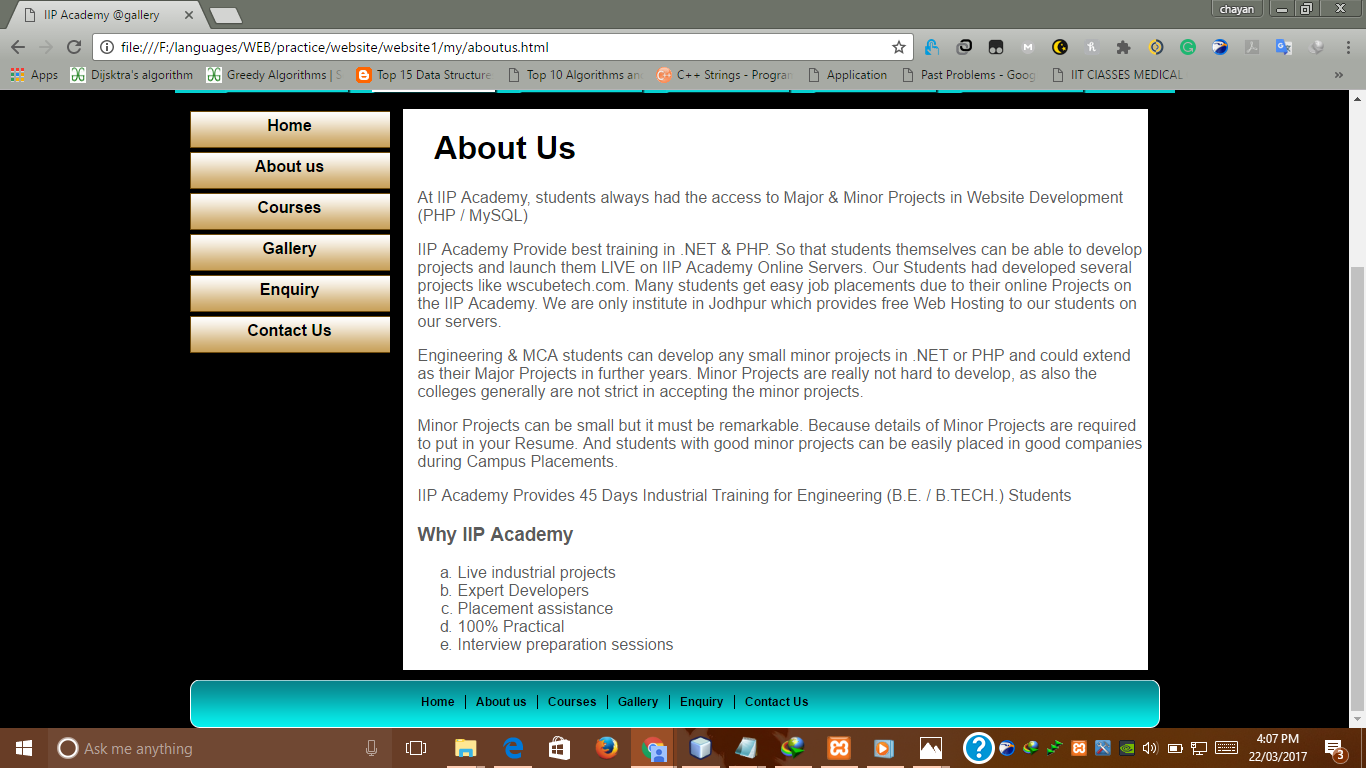 IIP Academy @gallery
chayan
file:///F:/languages/WEB/practice/website/website1/my/aboutus.html
Apps Dijsktra's algorithm Greedy Algorithms | S Top 15 Data Structure Top 10 Algorithms an C++ Strings - Progra Application Past Problems - Goog IIT ClASSES MEDICAL »
Home
About us
Courses
Gallery
Enquiry
Contact Us
About Us
At IIP Academy, students always had the access to Major & Minor Projects in Website Development
(PHP / MySQL)
IIP Academy Provide best training in .NET & PHP. So that students themselves can be able to develop
projects and launch them LIVE on IIP Academy Online Servers. Our Students had developed several
projects like wscubetech.com. Many students get easy job placements due to their online Projects on
the IIP Academy. We are only institute in Jodhpur which provides free Web Hosting to our students on
our servers.
Engineering & MCA students can develop any small minor projects in .NET or PHP and could extend
as their Major Projects in further years. Minor Projects are really not hard to develop, as also the
colleges generally are not strict in accepting the minor projects.
Minor Projects can be small but it must be remarkable. Because details of Minor Projects are required
to put in your Resume. And students with good minor projects can be easily placed in good companies
during Campus Placements.
IIP Academy Provides 45 Days Industrial Training for Engineering (B.E. / B.TECH.) Students
Why IIP Academy
a. Live industrial projects
b. Expert Developers
c. Placement assistance
d. 100% Practical
e. Interview preparation sessions
Home | About us | Courses | Gallery | Enquiry | Contact Us
Ask me anything
4:07 PM
22/03/2017
3